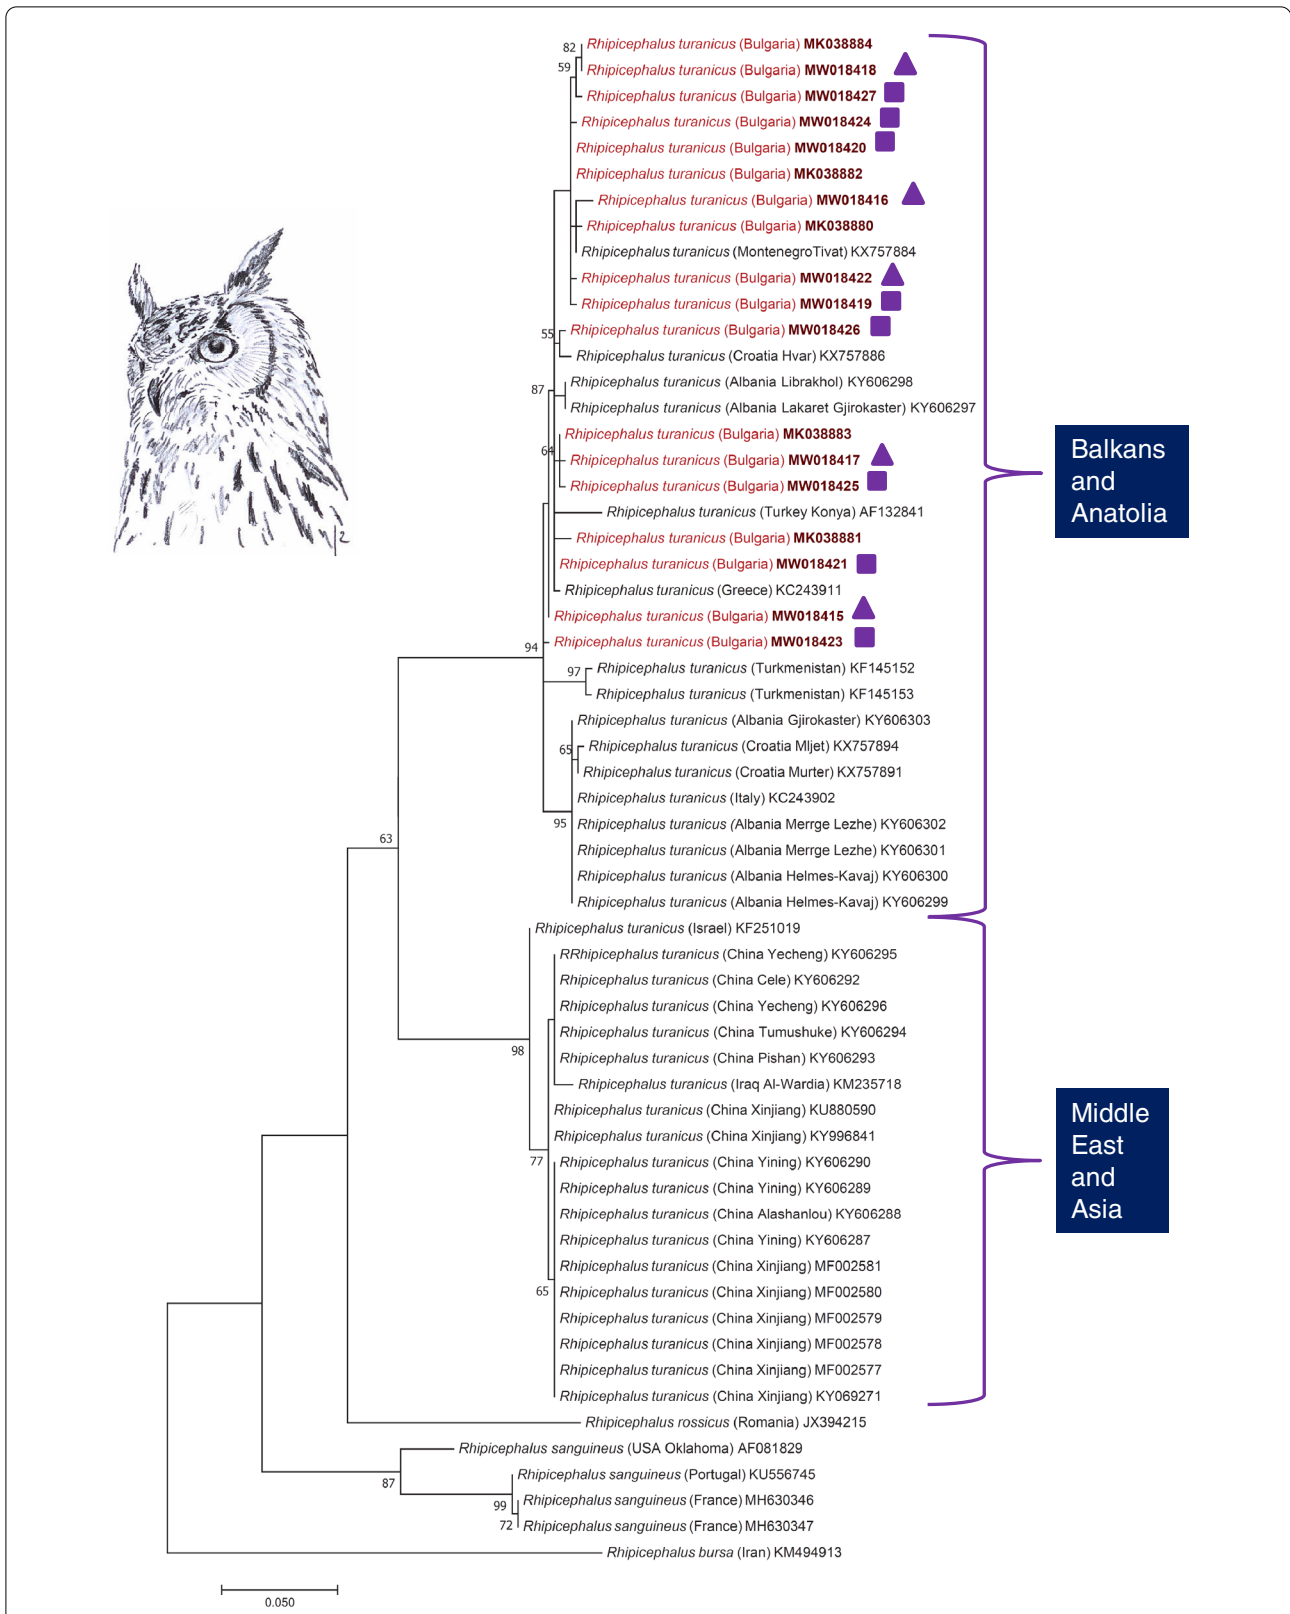 Rhipicephalus turanicus (Bulgaria) MK038884
82
59
Rhipicephalus turanicus (Bulgaria) MW018418
Rhipicephalus turanicus (Bulgaria) MW018427
Rhipicephalus turanicus (Bulgaria) MW018424
Rhipicephalus turanicus (Bulgaria) MW018420
Rhipicephalus turanicus (Bulgaria) MK038882
Rhipicephalus turanicus (Bulgaria) MW018416
Rhipicephalus turanicus (Bulgaria) MK038880
Rhipicephalus turanicus (MontenegroTivat) KX757884
Rhipicephalus turanicus (Bulgaria) MW018422
Rhipicephalus turanicus (Bulgaria) MW018419
55
Rhipicephalus turanicus (Bulgaria) MW018426
Rhipicephalus turanicus (Croatia Hvar) KX757886
87
Rhipicephalus turanicus (Albania Librakhol) KY606298
Rhipicephalus turanicus (Albania Lakaret Gjirokaster) KY606297
Rhipicephalus turanicus (Bulgaria) MK038883
64
Rhipicephalus turanicus (Bulgaria) MW018417
Rhipicephalus turanicus (Bulgaria) MW018425
Rhipicephalus turanicus (Turkey Konya) AF132841
Rhipicephalus turanicus (Bulgaria) MK038881
Rhipicephalus turanicus (Bulgaria) MW018421
Rhipicephalus turanicus (Greece) KC243911
Rhipicephalus turanicus (Bulgaria) MW018415
94
Rhipicephalus turanicus (Bulgaria) MW018423
97
Rhipicephalus turanicus (Turkmenistan) KF145152
Rhipicephalus turanicus (Turkmenistan) KF145153
Rhipicephalus turanicus (Albania Gjirokaster) KY606303
65
Rhipicephalus turanicus (Croatia Mljet) KX757894
Rhipicephalus turanicus (Croatia Murter) KX757891
Rhipicephalus turanicus (Italy) KC243902
95
Rhipicephalus turanicus (Albania Merrge Lezhe) KY606302
63
Rhipicephalus turanicus (Albania Merrge Lezhe) KY606301
Rhipicephalus turanicus (Albania Helmes-Kavaj) KY606300
Rhipicephalus turanicus (Albania Helmes-Kavaj) KY606299
Balkans
and
Anatolia
Rhipicephalus turanicus (Israel) KF251019
RRhipicephalus turanicus (China Yecheng) KY606295
Rhipicephalus turanicus (China Cele) KY606292
Rhipicephalus turanicus (China Yecheng) KY606296
Rhipicephalus turanicus (China Tumushuke) KY606294
98
Rhipicephalus turanicus (China Pishan) KY606293
Rhipicephalus turanicus (Iraq Al-Wardia) KM235718
Rhipicephalus turanicus (China Xinjiang) KU880590
Rhipicephalus turanicus (China Xinjiang) KY996841
77
Rhipicephalus turanicus (China Yining) KY606290
Rhipicephalus turanicus (China Yining) KY606289
Rhipicephalus turanicus (China Alashanlou) KY606288
Rhipicephalus turanicus (China Yining) KY606287
Rhipicephalus turanicus (China Xinjiang) MF002581
65
Rhipicephalus turanicus (China Xinjiang) MF002580
Rhipicephalus turanicus (China Xinjiang) MF002579
Rhipicephalus turanicus (China Xinjiang) MF002578
Rhipicephalus turanicus (China Xinjiang) MF002577
Rhipicephalus turanicus (China Xinjiang) KY069271
Middle
East
and
Asia
Rhipicephalus rossicus (Romania) JX394215
Rhipicephalus sanguineus (USA Oklahoma) AF081829
87
Rhipicephalus sanguineus (Portugal) KU556745
99
Rhipicephalus sanguineus (France) MH630346
72
Rhipicephalus sanguineus (France) MH630347
Rhipicephalus bursa (Iran) KM494913
0.050